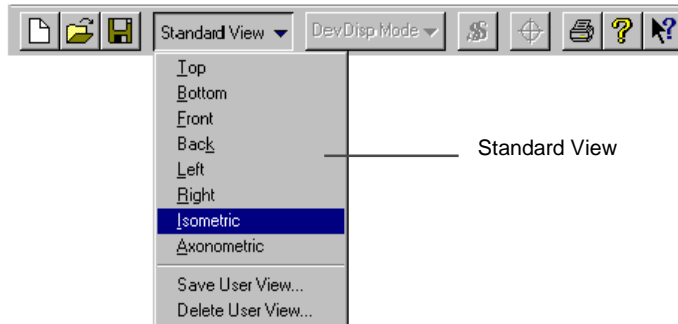 Standard View
DevDisp Mode
Top
Bottom
Front
Back
Standard View
Left
Right
Isometric
Axonometric
Save User View...
Delete User View...